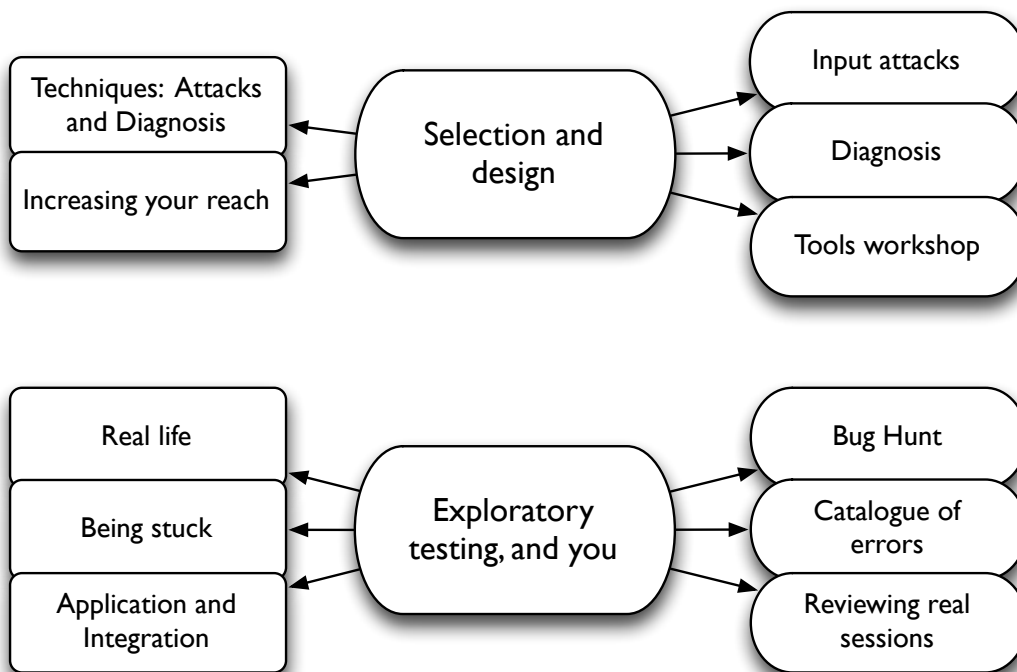 Techniques: Attacks
and Diagnosis
Increasing your reach
Selection and
design
Input attacks
Diagnosis
Tools workshop
Real life
Being stuck
Application and
Integration
Exploratory
testing, and you
Bug Hunt
Catalogue of
errors
Reviewing real
sessions